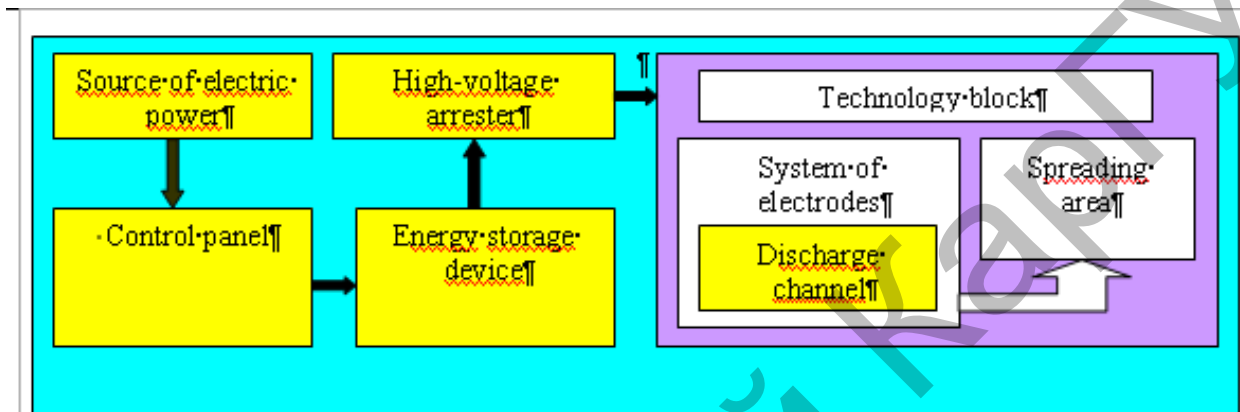 Source·of·electric·
power¶
High-voltage·
arrester¶
¶
Technology·block¶
System·of·
electrodes¶
Spreading·
area¶
·Control·panel¶
Energy·storage·
device¶
Discharge·
channel¶
й КарГу